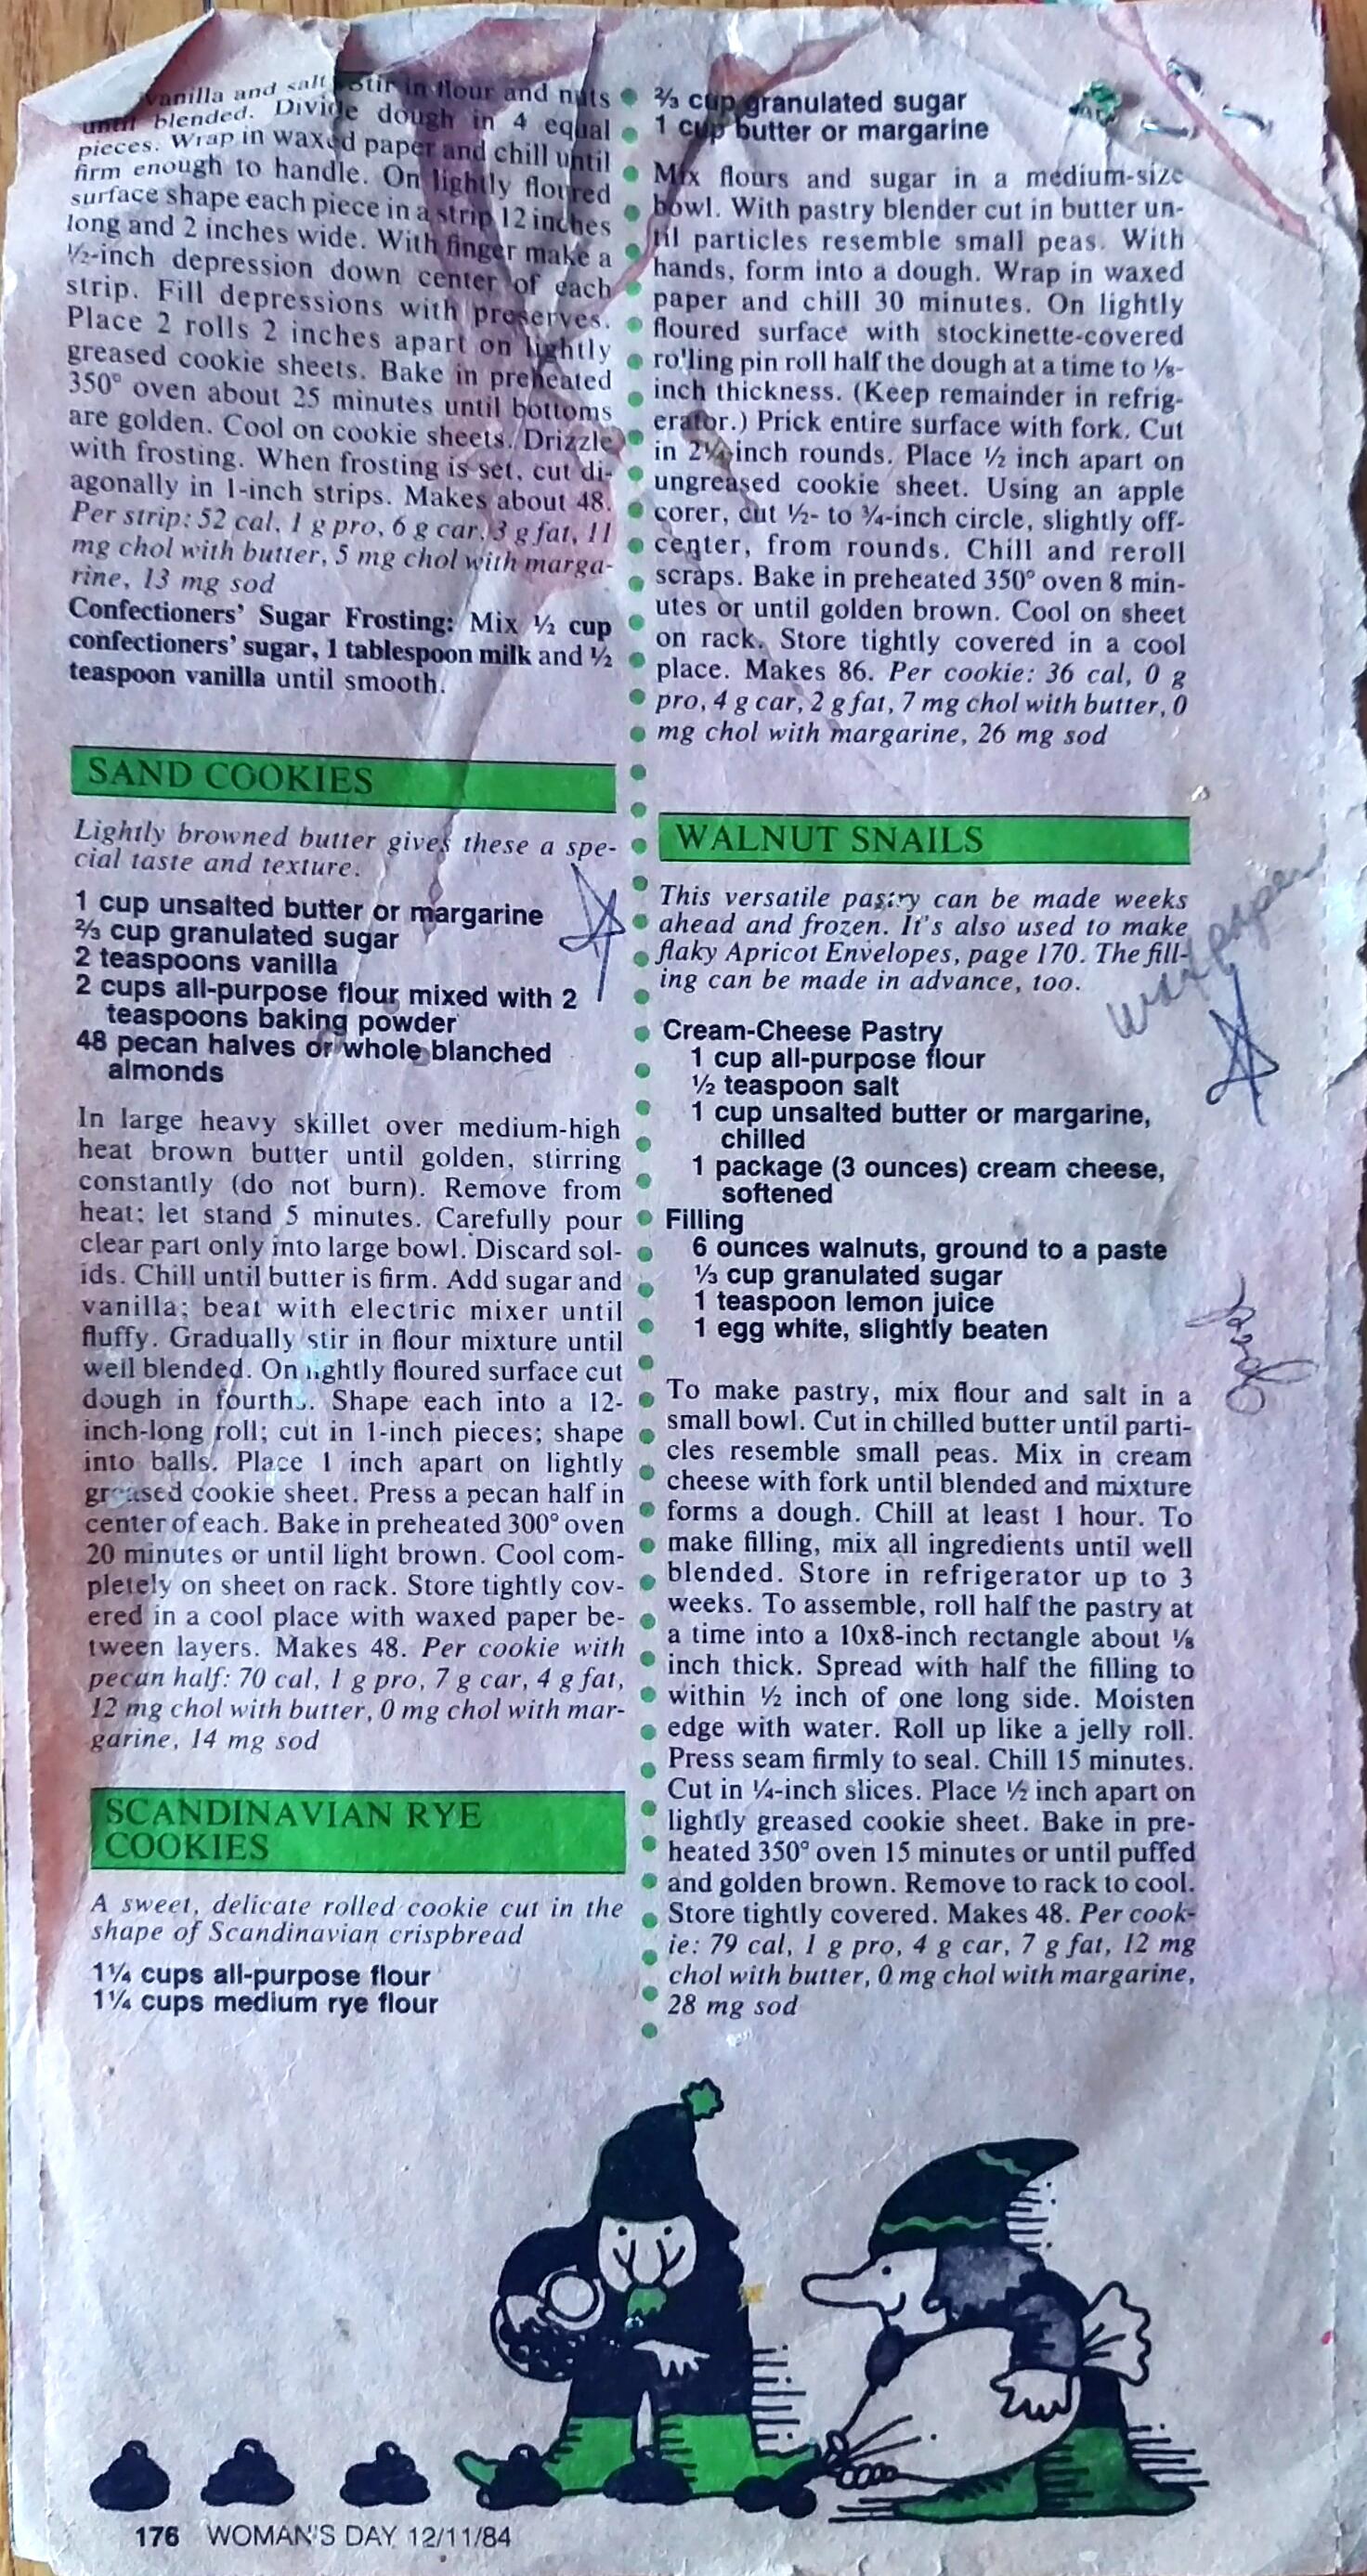 vanilla and salt. Stir in flour and nuts
until blended. Divide dough in 4 equal
pieces. Wrap in waxed paper and chill until
firm enough to handle. On lightly floured
surface shape each piece in a strip 12 inches
long and 2 inches wide. With finger make a
½-inch depression down center of each
strip. Fill depressions with preserves.
Place 2 rolls 2 inches apart on lightly
greased cookie sheets. Bake in preheated
350° oven about 25 minutes until bottoms
are golden. Cool on cookie sheets. Drizzle
with frosting. When frosting is set, cut di-
agonally in 1-inch strips. Makes about 48.
Per strip: 52 cal, 1 g pro, 6 g car, 3 g fat, 11
mg chol with butter, 5 mg chol with marga-
rine, 13 mg sod
Confectioners' Sugar Frosting: Mix ½ cup
confectioners' sugar, 1 tablespoon milk and ½
teaspoon vanilla until smooth.
SAND COOKIES
Lightly browned butter gives these a spe-
cial taste and texture.
1 cup unsalted butter or margarine
⅔ cup granulated sugar
2 teaspoons vanilla
2 cups all-purpose flour mixed with 2
teaspoons baking powder
48 pecan halves or whole blanched
almonds
In large heavy skillet over medium-high
heat brown butter until golden, stirring
constantly (do not burn). Remove from
heat; let stand 5 minutes. Carefully pour
clear part only into large bowl. Discard sol-
ids. Chill until butter is firm. Add sugar and
vanilla; beat with electric mixer until
fluffy. Gradually stir in flour mixture until
well blended. On lightly floured surface cut
dough in fourths. Shape each into a 12-
inch-long roll; cut in 1-inch pieces; shape
into balls. Place 1 inch apart on lightly
greased cookie sheet. Press a pecan half in
center of each. Bake in preheated 300° oven
20 minutes or until light brown. Cool com-
pletely on sheet on rack. Store tightly cov-
ered in a cool place with waxed paper be-
tween layers. Makes 48. Per cookie with
pecan half: 70 cal, 1 g pro, 7 g car, 4 g fat,
12 mg chol with butter, 0 mg chol with mar-
garine, 14 mg sod
SCANDINAVIAN RYE
COOKIES
A sweet, delicate rolled cookie cut in the
shape of Scandinavian crispbread
1¼ cups all-purpose flour
1¼ cups medium rye flour
⅔ cup granulated sugar
1 cup butter or margarine
Mix flours and sugar in a medium-size
bowl. With pastry blender cut in butter un-
til particles resemble small peas. With
hands, form into a dough. Wrap in waxed
paper and chill 30 minutes. On lightly
floured surface with stockinette-covered
rolling pin roll half the dough at a time to ⅛-
inch thickness. (Keep remainder in refrig-
erator.) Prick entire surface with fork. Cut
in 2¼-inch rounds. Place ½ inch apart on
ungreased cookie sheet. Using an apple
corer, cut ½- to ¾-inch circle, slightly off-
center, from rounds. Chill and reroll
scraps. Bake in preheated 350° oven 8 min-
utes or until golden brown. Cool on sheet
on rack. Store tightly covered in a cool
place. Makes 86. Per cookie: 36 cal, 0 g
pro, 4 g car, 2 g fat, 7 mg chol with butter, 0
mg chol with margarine, 26 mg sod
WALNUT SNAILS
This versatile pastry can be made weeks
ahead and frozen. It's also used to make
flaky Apricot Envelopes, page 170. The fill-
ing can be made in advance, too.
wax paper
Cream-Cheese Pastry
1 cup all-purpose flour
½ teaspoon salt
1 cup unsalted butter or margarine,
chilled
1 package (3 ounces) cream cheese,
softened
Filling
6 ounces walnuts, ground to a paste
⅓ cup granulated sugar
1 teaspoon lemon juice
1 egg white, slightly beaten
To make pastry, mix flour and salt in a
small bowl. Cut in chilled butter until parti-
cles resemble small peas. Mix in cream
cheese with fork until blended and mixture
forms a dough. Chill at least 1 hour. To
make filling, mix all ingredients until well
blended. Store in refrigerator up to 3
weeks. To assemble, roll half the pastry at
a time into a 10x8-inch rectangle about ⅛
inch thick. Spread with half the filling to
within ½ inch of one long side. Moisten
edge with water. Roll up like a jelly roll.
Press seam firmly to seal. Chill 15 minutes.
Cut in ¼-inch slices. Place ½ inch apart on
lightly greased cookie sheet. Bake in pre-
heated 350° oven 15 minutes or until puffed
and golden brown. Remove to rack to cool.
Store tightly covered. Makes 48. Per cook-
ie: 79 cal, 1 g pro, 4 g car, 7 g fat, 12 mg
chol with butter, 0 mg chol with margarine,
28 mg sod
176 WOMAN'S DAY 12/11/84